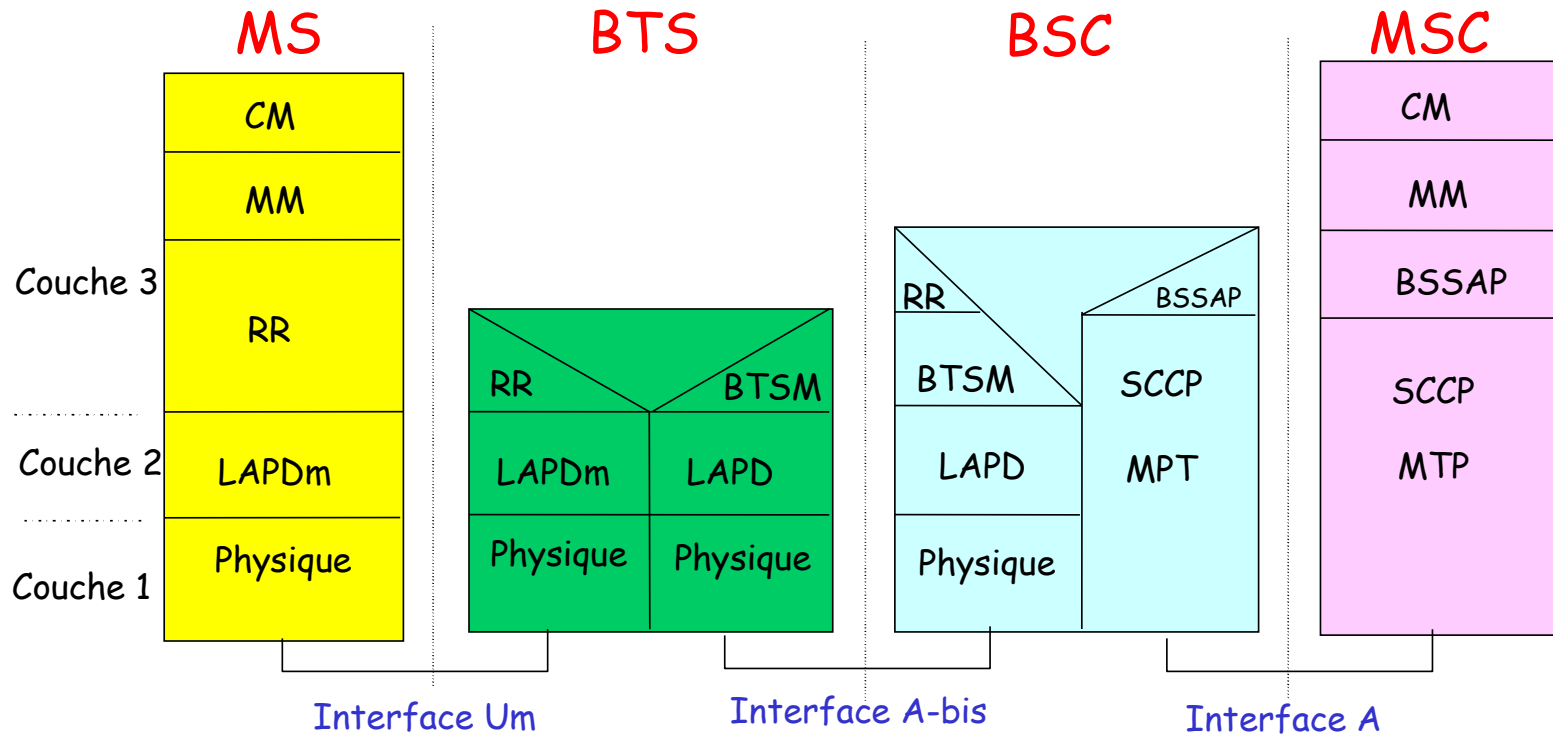 MS
BTS
BSC
MSC
CM
MM
RR
LAPDm
Physique
Couche 3
Couche 2
Couche 1
RR
BTSM
LAPDm
LAPD
Physique
Physique
RR
BSSAP
BTSM
SCCP
LAPD
MPT
Physique
CM
MM
BSSAP
SCCP
MTP
Interface Um
Interface A-bis
Interface A